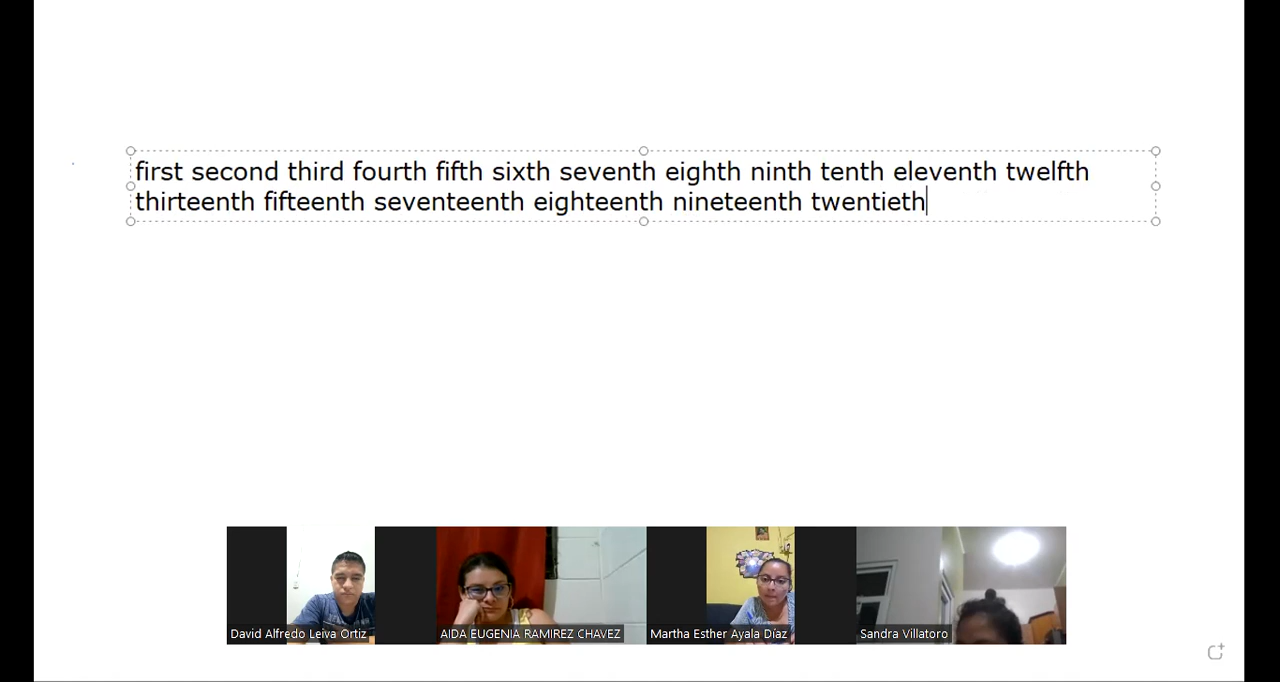 first second third fourth fifth sixth seventh eighth ninth tenth eleventh twelfth
thirteenth fifteenth seventeenth eighteenth nineteenth twentieth
David Alfredo Leiva Ortiz
AIDA EUGENIA RAMIREZ CHAVEZ
Martha Esther Ayala Díaz
Sandra Villatoro